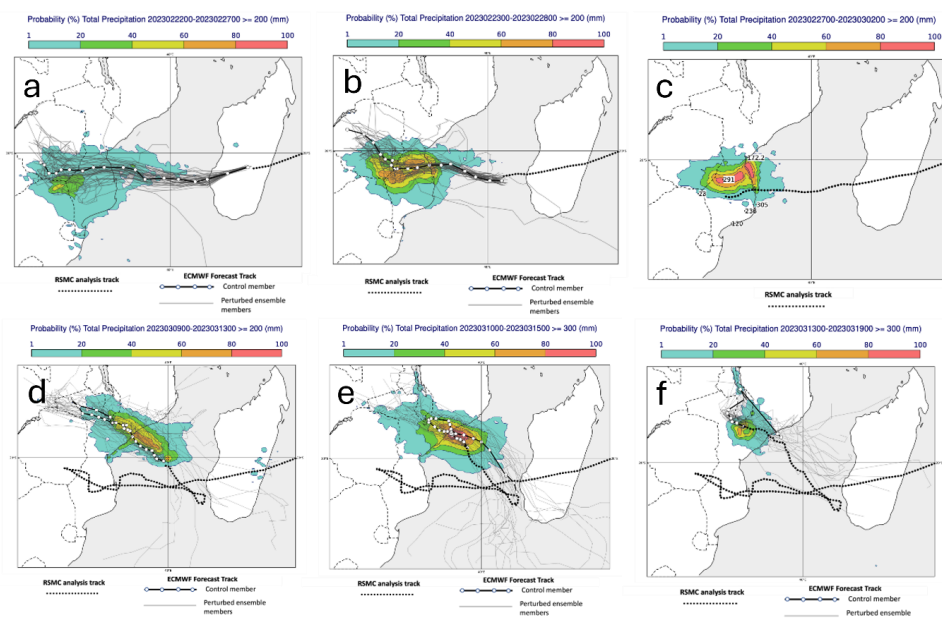 Probability (%) Total Precipitation 2023022200-2023022700 >= 200 (mm)
1 20 40 60 80 100
a
RSMC analysis track
ECMWF Forecast Track
Control member
Perturbed ensemble
members
Probability (%) Total Precipitation 2023022300-2023022800 >= 200 (mm)
1 20 40 60 80 100
b
RSMC analysis track
ECMWF Forecast Track
Control member
Perturbed ensemble
members
Probability (%) Total Precipitation 2023022700-2023030200 >= 200 (mm)
1 20 40 60 80 100
c
172.2
291
28
305
238
120
RSMC analysis track
Probability (%) Total Precipitation 2023030900-2023031300 >= 200 (mm)
1 20 40 60 80 100
d
RSMC analysis track
ECMWF Forecast Track
Control member
Perturbed ensemble
members
Probability (%) Total Precipitation 2023031000-2023031500 >= 300 (mm)
1 20 40 60 80 100
e
RSMC analysis track
ECMWF Forecast Track
Control member
Perturbed ensemble
members
Probability (%) Total Precipitation 2023031300-2023031900 >= 300 (mm)
1 20 40 60 80 100
f
RSMC analysis track
ECMWF Forecast Track
Control member
Perturbed ensemble